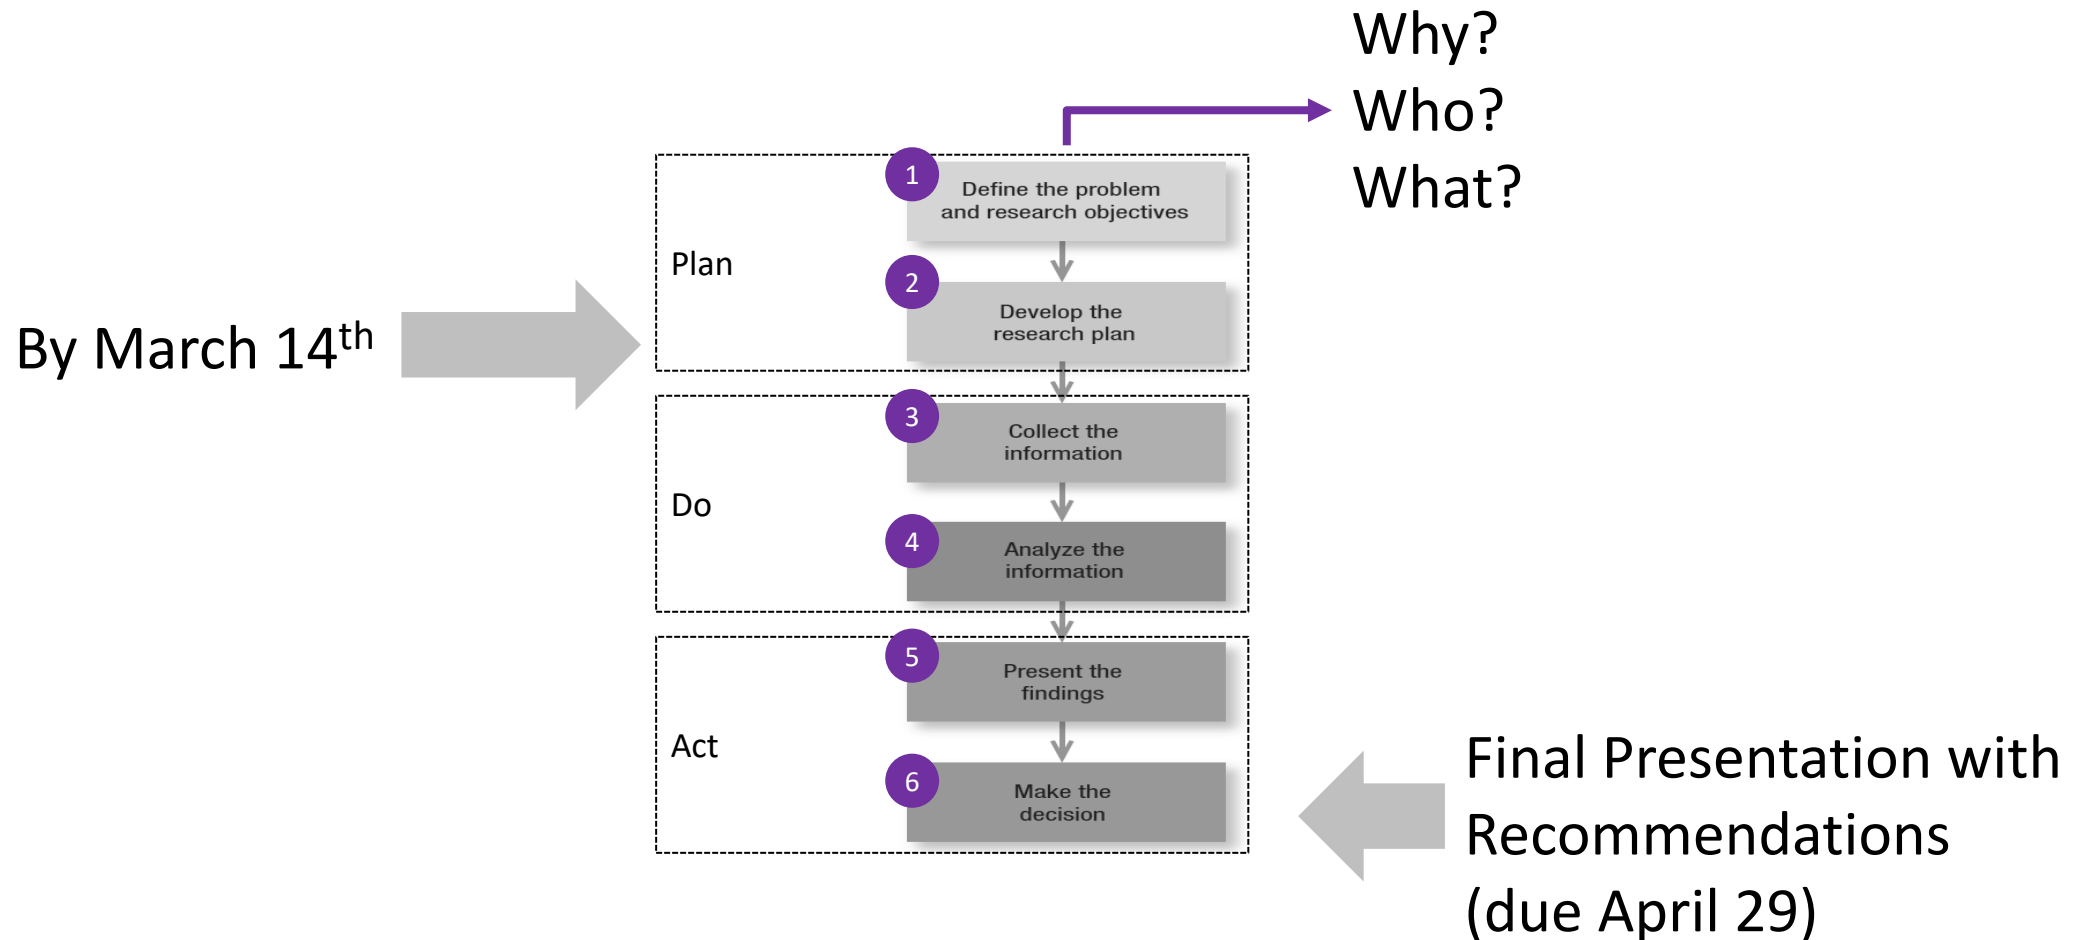 Why?
Who?
What?
1
Define the problem
and research objectives
Plan
2
Develop the
research plan
By March 14th
3
Collect the
information
Do
4
Analyze the
information
5
Present the
findings
Act
6
Make the
decision
Final Presentation with
Recommendations
(due April 29)